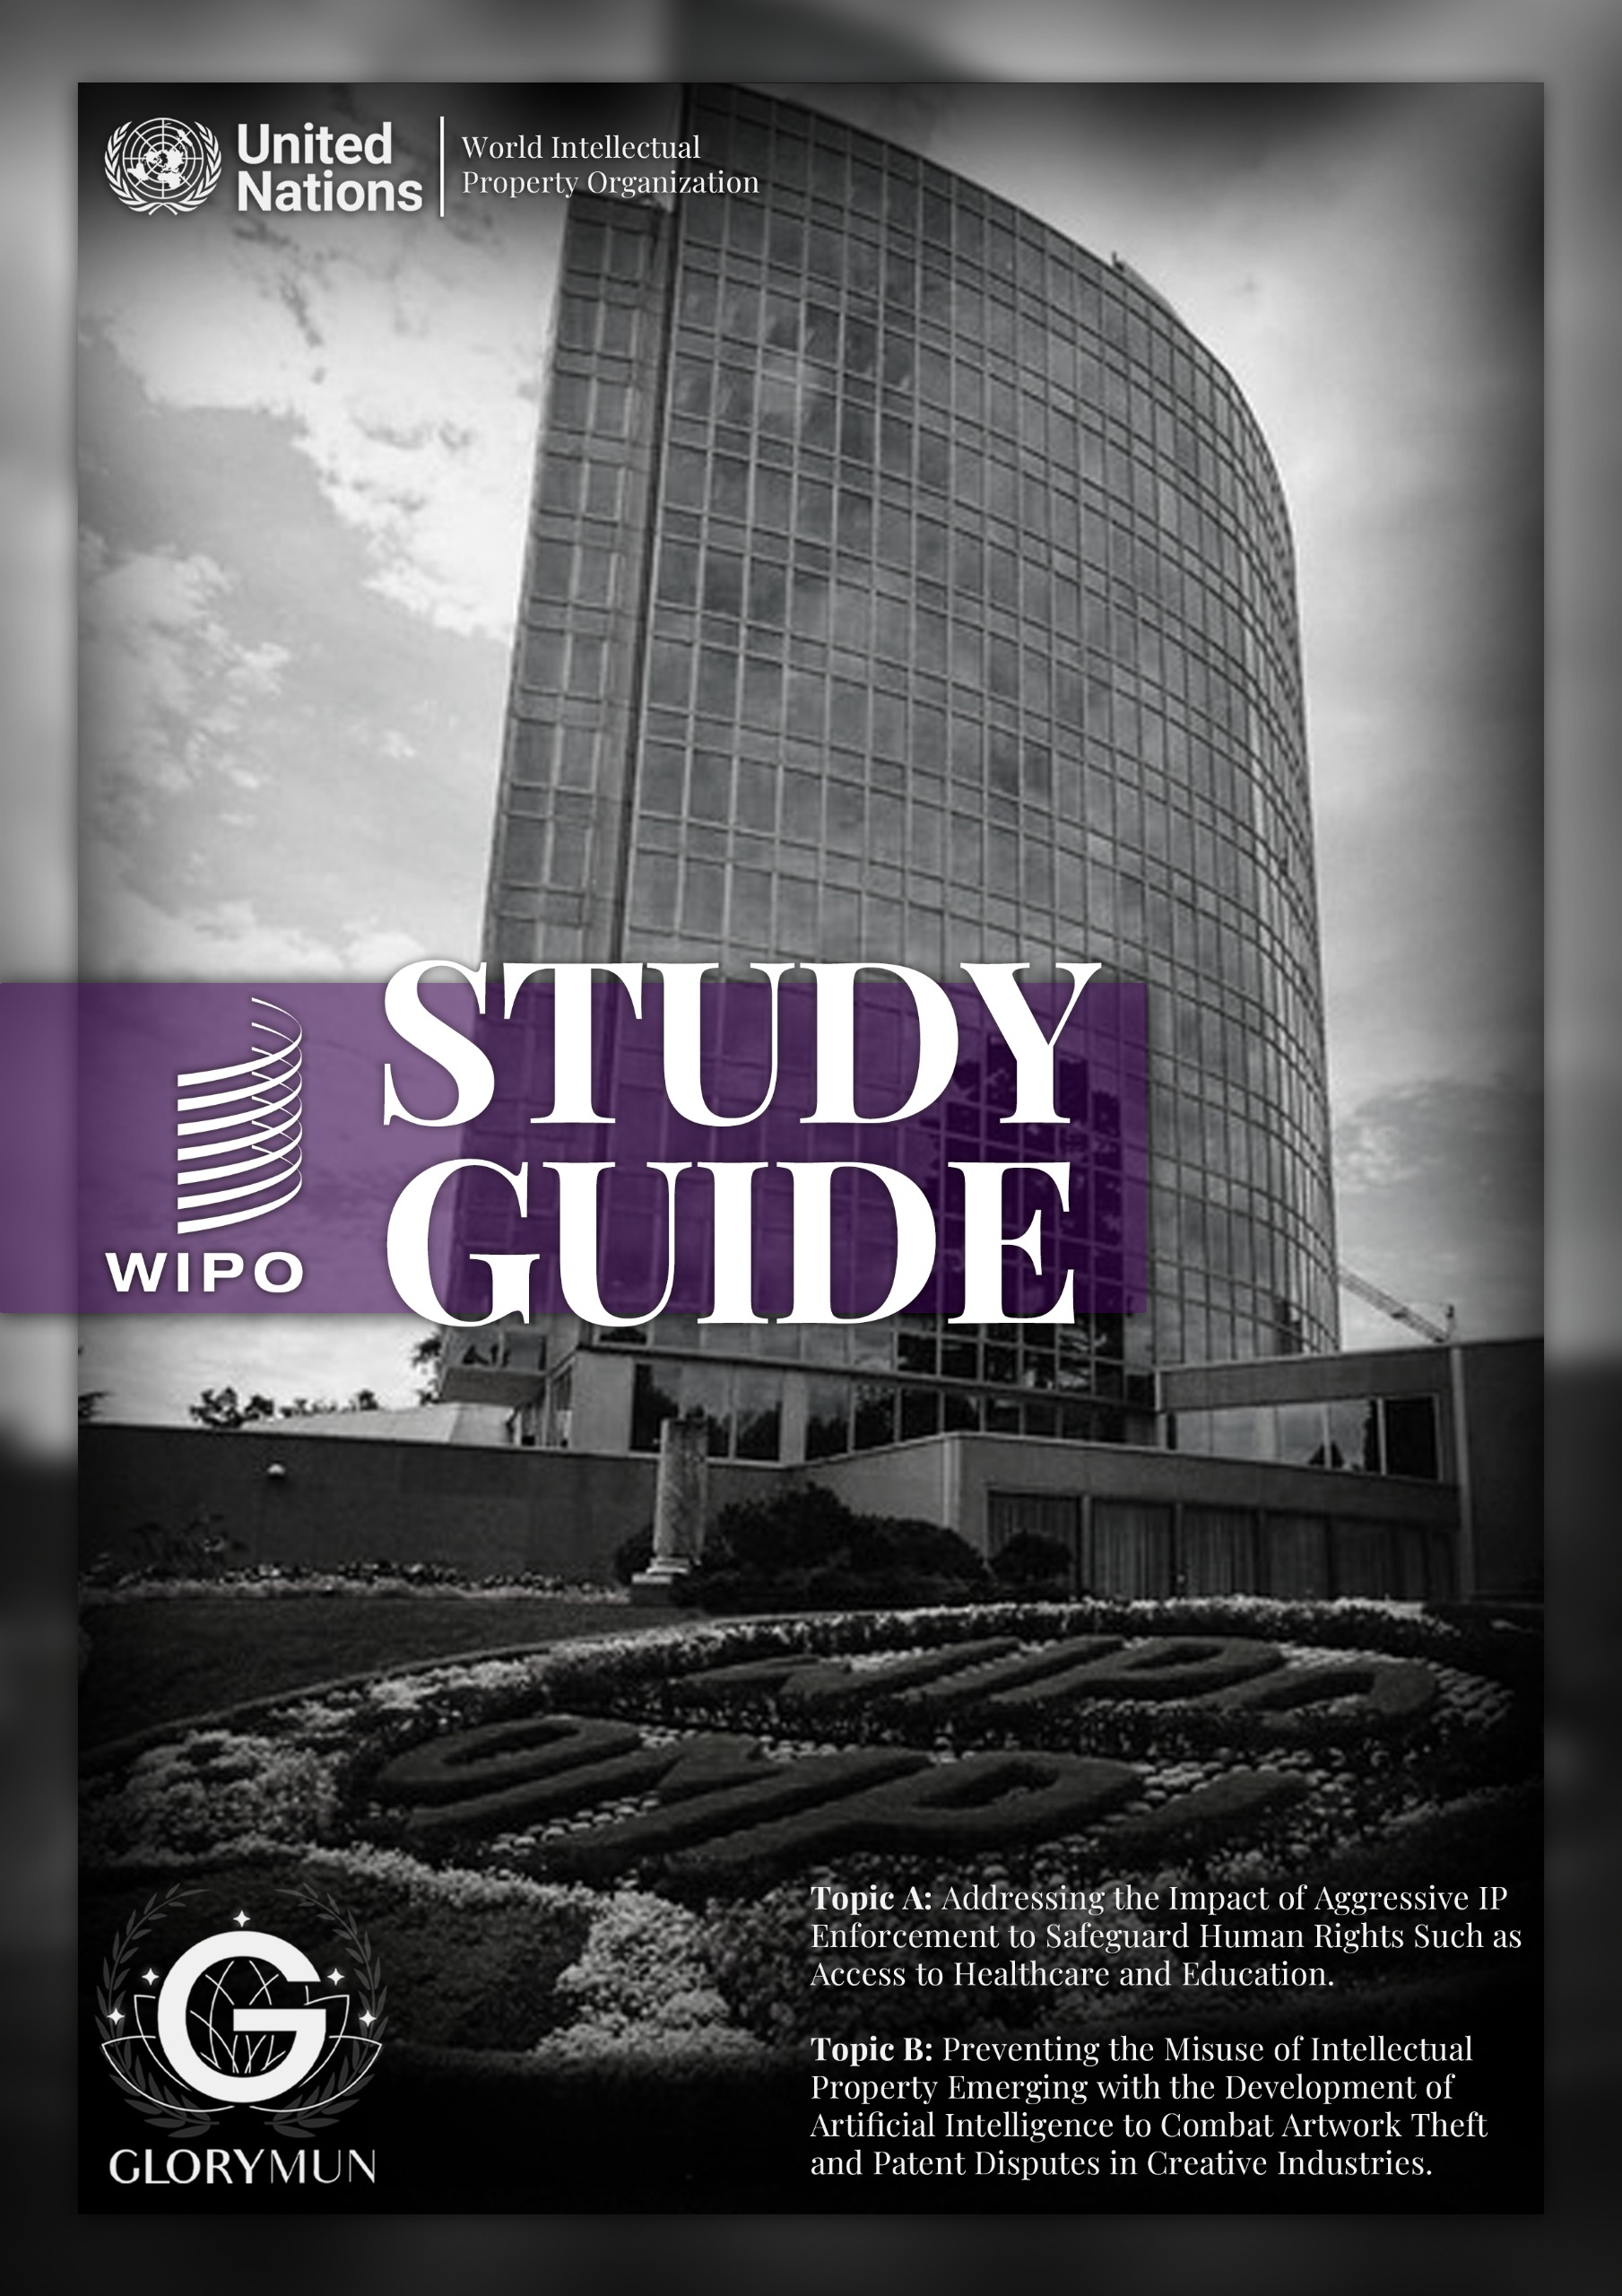 United
Nations
World Intellectual
Property Organization
STUDY
GUIDE
WIPO
Topic A: Addressing the Impact of Aggressive IP
Enforcement to Safeguard Human Rights Such as
Access to Healthcare and Education.
Topic B: Preventing the Misuse of Intellectual
Property Emerging with the Development of
Artificial Intelligence to Combat Artwork Theft
and Patent Disputes in Creative Industries.
G
GLORYMUN